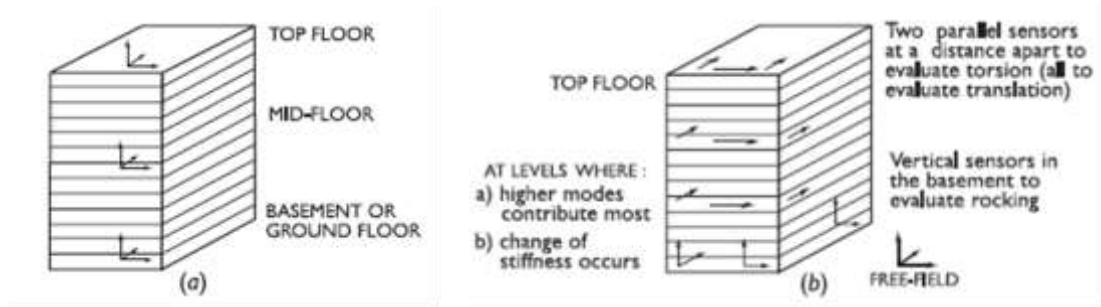 TOP FLOOR
MID-FLOOR
BASEMENT OR
GROUND FLOOR
(a)
TOP FLOOR
Two parallel sensors
at a distance apart to
evaluate torsion (all to
evaluate translation)
AT LEVELS WHERE :
a) higher modes
contribute most
b) change of
stiffness occurs
Vertical sensors in
the basement to
evaluate rocking
FREE-FIELD
(b)